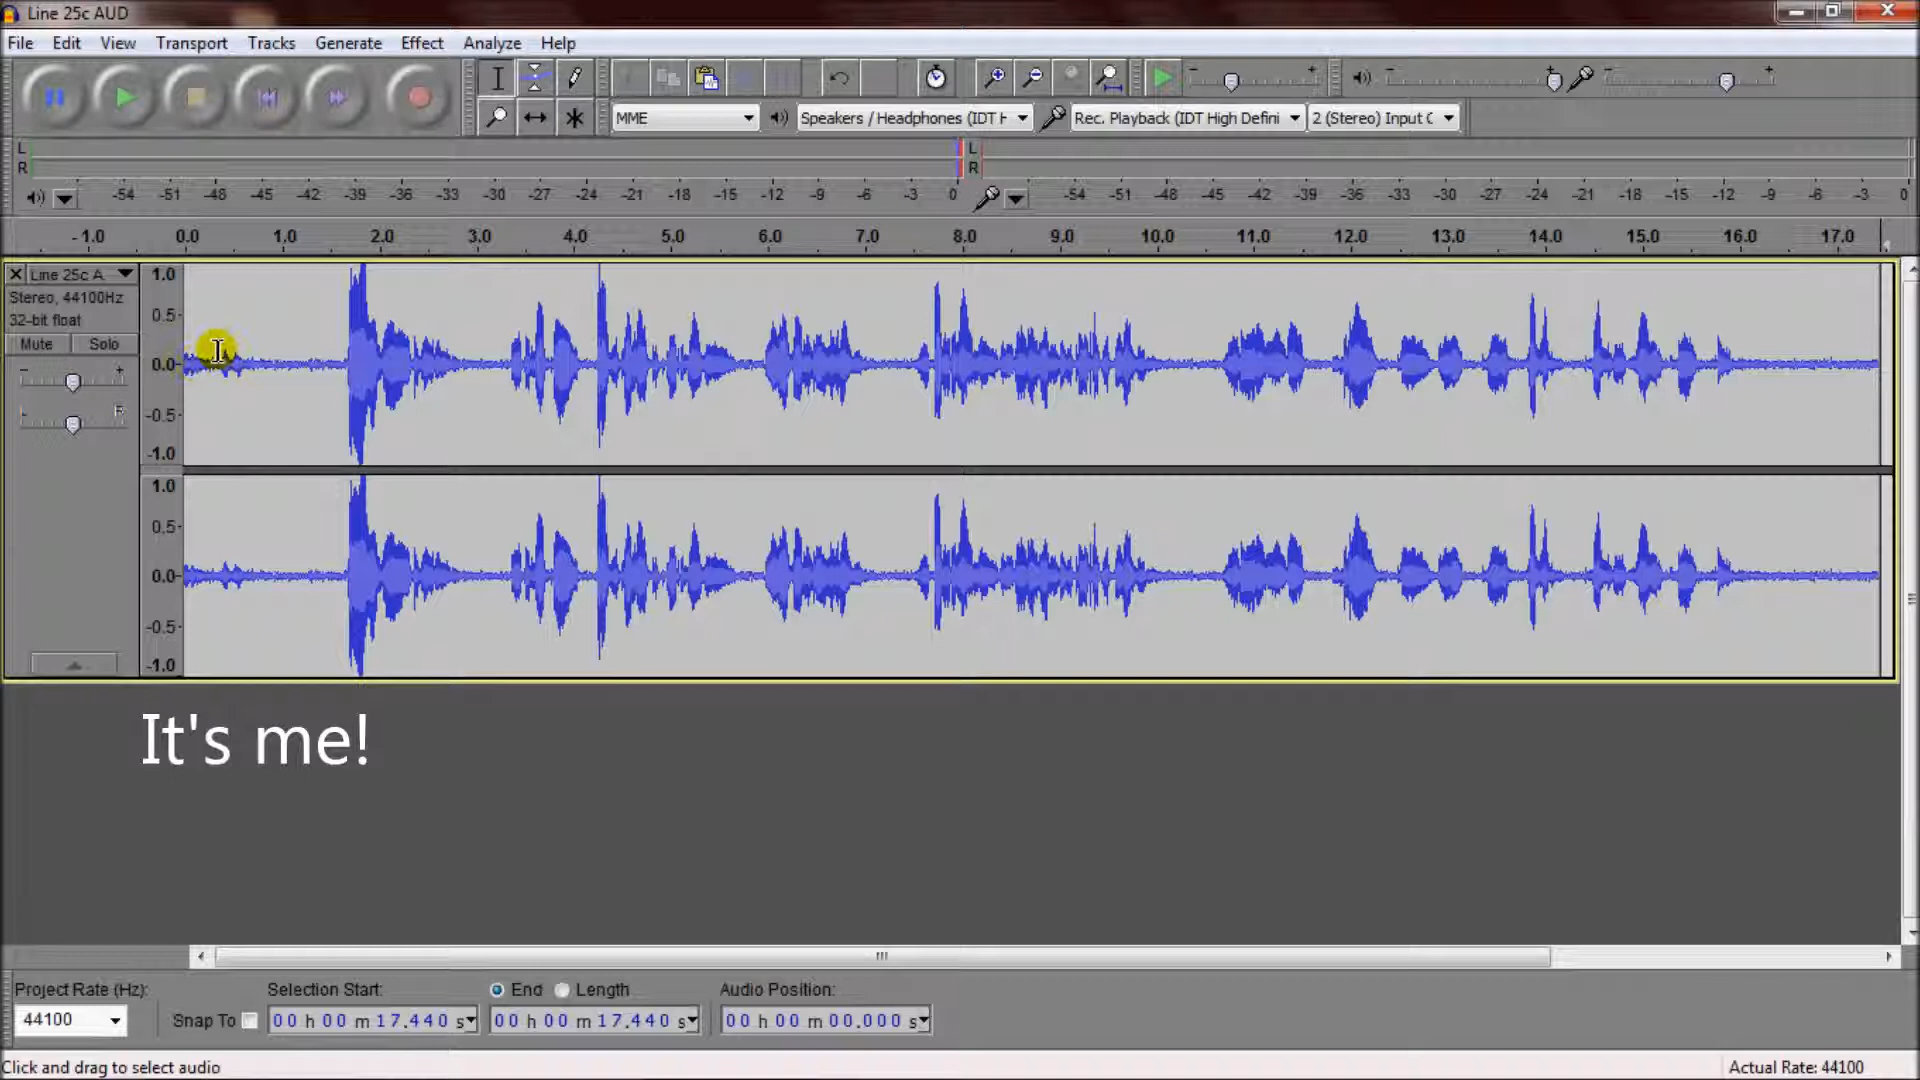 Line 25c AUD
File Edit View Transport Tracks Generate Effect Analyze Help
MME Speakers / Headphones (IDT H Rec. Playback (IDT High Defini 2 (Stereo) Input C
L L
R R
-54 -51 -48 -45 -42 -39 -36 -33 -30 -27 -24 -21 -18 -15 -12 -9 -6 -3 0 -54 -51 -48 -45 -42 -39 -36 -33 -30 -27 -24 -21 -18 -15 -12 -9 -6 -3 0
-1.0 0.0 1.0 2.0 3.0 4.0 5.0 6.0 7.0 8.0 9.0 10.0 11.0 12.0 13.0 14.0 15.0 16.0 17.0
Line 25c A 1.0
Stereo, 44100Hz
32-bit float 0.5
Mute Solo
0.0
- +
L R
-0.5
-1.0
1.0
0.5
0.0
-0.5
-1.0
It's me!
Project Rate (Hz): Selection Start: End Length Audio Position:
44100 Snap To 00 h 00 m 17.440 s 00 h 00 m 17.440 s 00 h 00 m 00.000 s
Click and drag to select audio Actual Rate: 44100